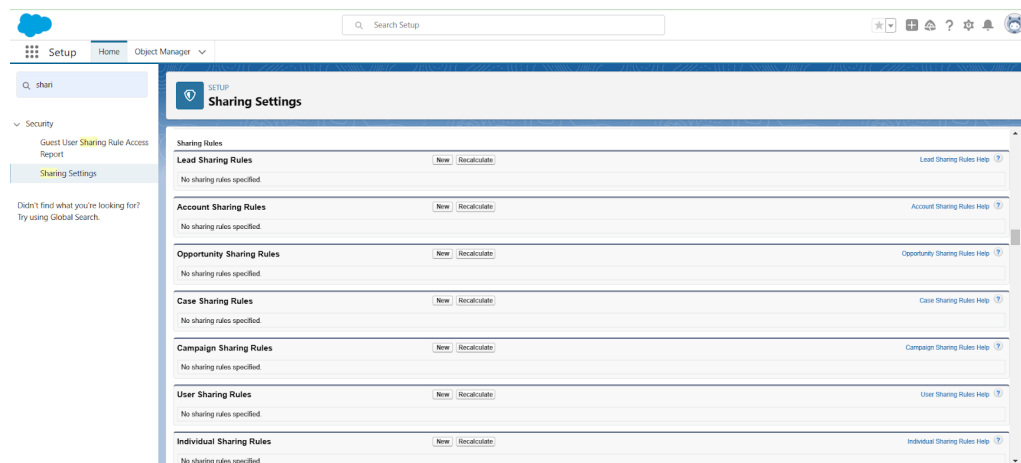 Search Setup
Setup
Home
Object Manager
shari
Security
Guest User Sharing Rule Access
Report
Sharing Settings
Didn't find what you're looking for?
Try using Global Search.
SETUP
Sharing Settings
Sharing Rules
Lead Sharing Rules New Recalculate Lead Sharing Rules Help ?
No sharing rules specified.
Account Sharing Rules New Recalculate Account Sharing Rules Help ?
No sharing rules specified.
Opportunity Sharing Rules New Recalculate Opportunity Sharing Rules Help ?
No sharing rules specified.
Case Sharing Rules New Recalculate Case Sharing Rules Help ?
No sharing rules specified.
Campaign Sharing Rules New Recalculate Campaign Sharing Rules Help ?
No sharing rules specified.
User Sharing Rules New Recalculate User Sharing Rules Help ?
No sharing rules specified.
Individual Sharing Rules New Recalculate Individual Sharing Rules Help ?
No sharing rules specified.